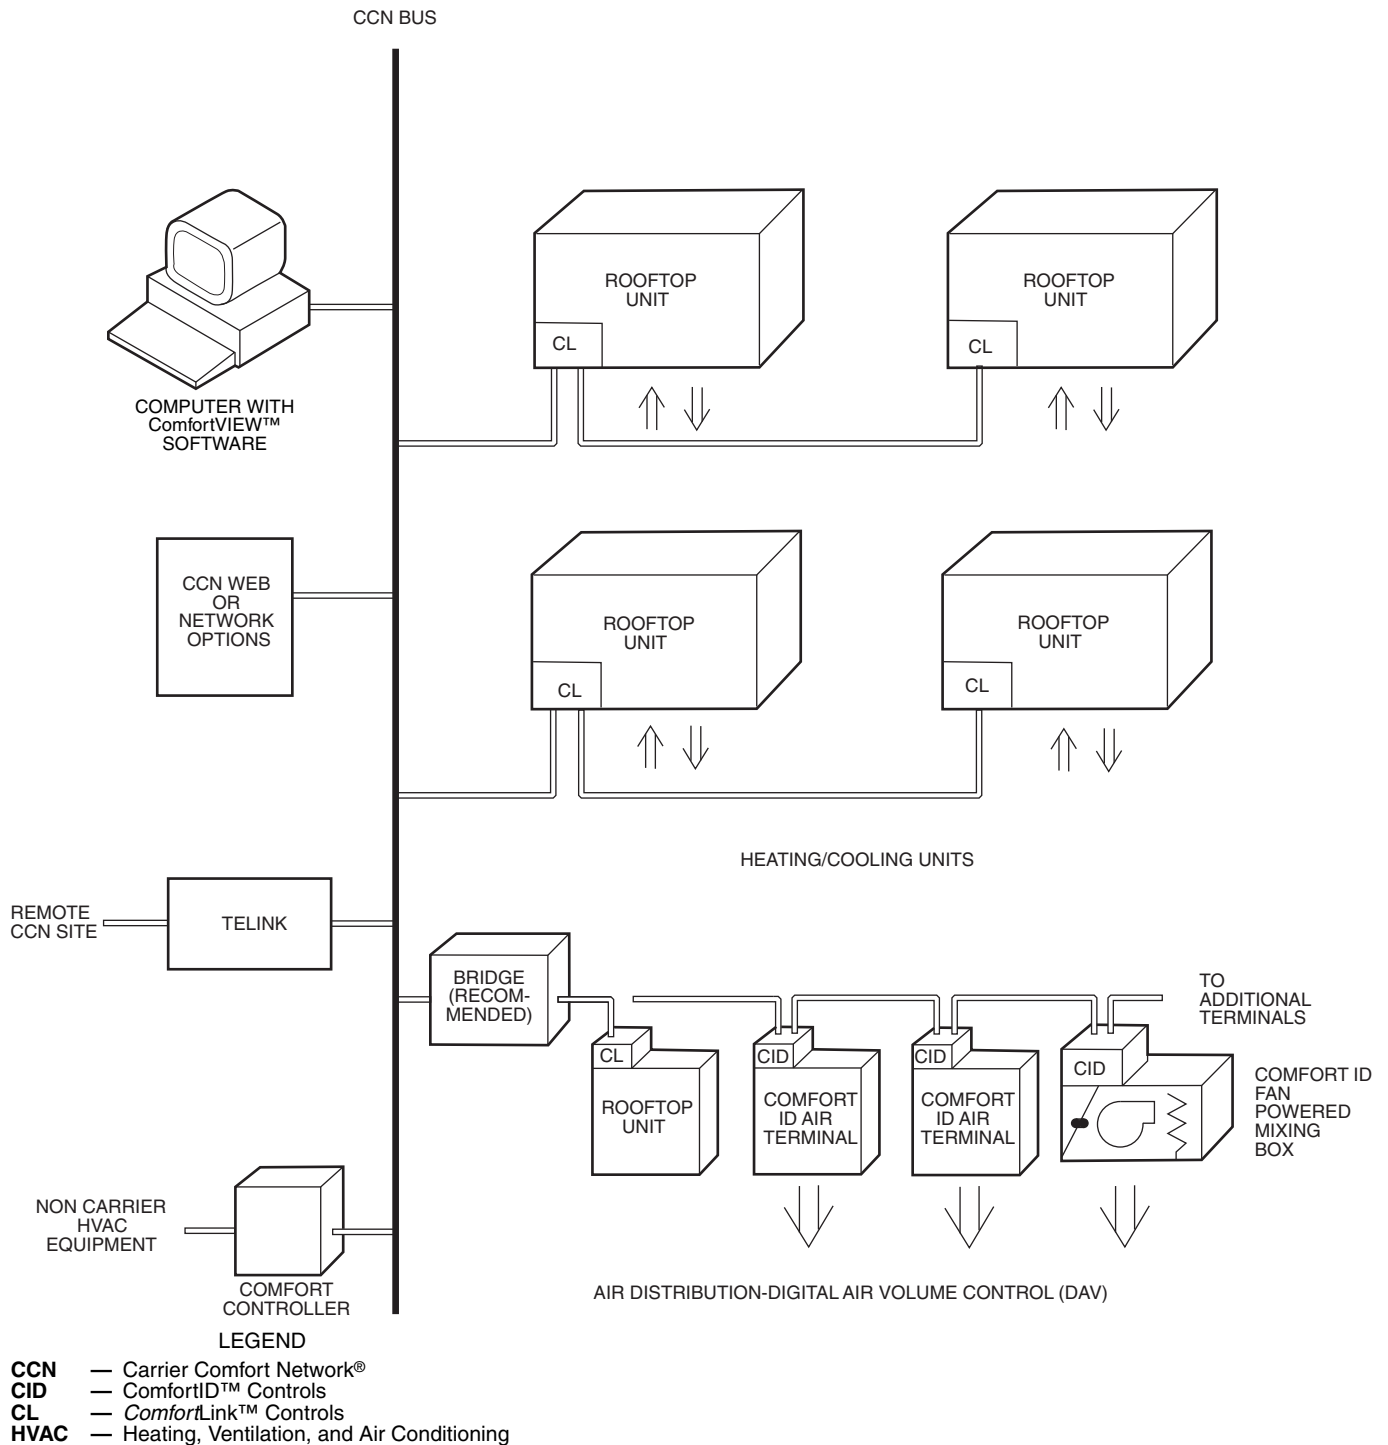 CCN BUS
ROOFTOP
UNIT
CL
ROOFTOP
UNIT
CL
COMPUTER WITH
ComfortVIEW™
SOFTWARE
CCN WEB
OR
NETWORK
OPTIONS
ROOFTOP
UNIT
CL
ROOFTOP
UNIT
CL
HEATING/COOLING UNITS
REMOTE
CCN SITE
TELINK
BRIDGE
(RECOM-
MENDED)
TO
ADDITIONAL
TERMINALS
CL
ROOFTOP
UNIT
CID
COMFORT
ID AIR
TERMINAL
CID
COMFORT
ID AIR
TERMINAL
CID
COMFORT ID
FAN
POWERED
MIXING
BOX
NON CARRIER
HVAC
EQUIPMENT
COMFORT
CONTROLLER
AIR DISTRIBUTION-DIGITAL AIR VOLUME CONTROL (DAV)
LEGEND
CCN — Carrier Comfort Network®
CID — ComfortID™ Controls
CL — ComfortLink™ Controls
HVAC — Heating, Ventilation, and Air Conditioning